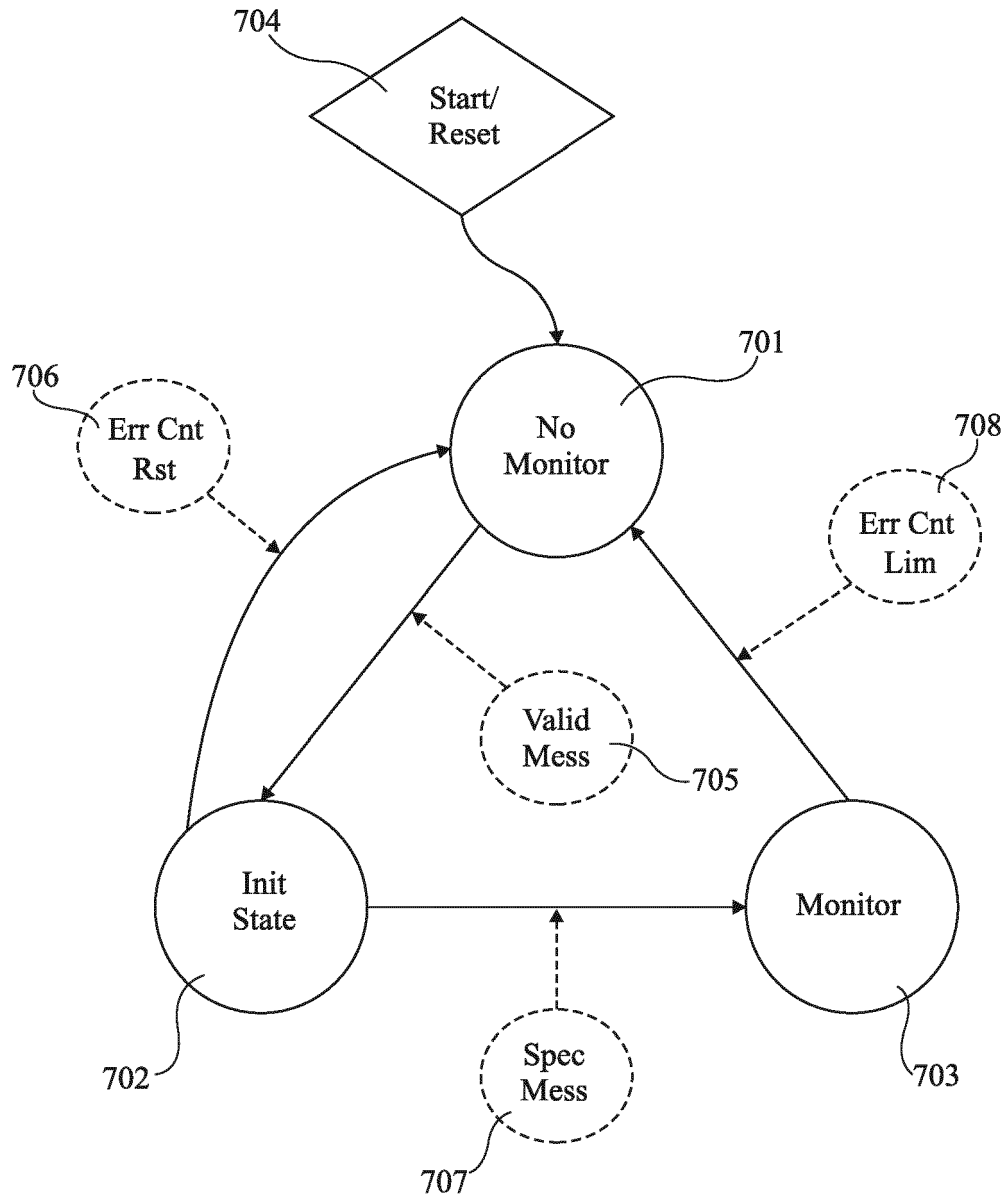 704
Start/
Reset
701
706
Err Cnt
Rst
No
Monitor
708
Err Cnt
Lim
Valid
Mess
705
Init
State
Monitor
702
Spec
Mess
703
707